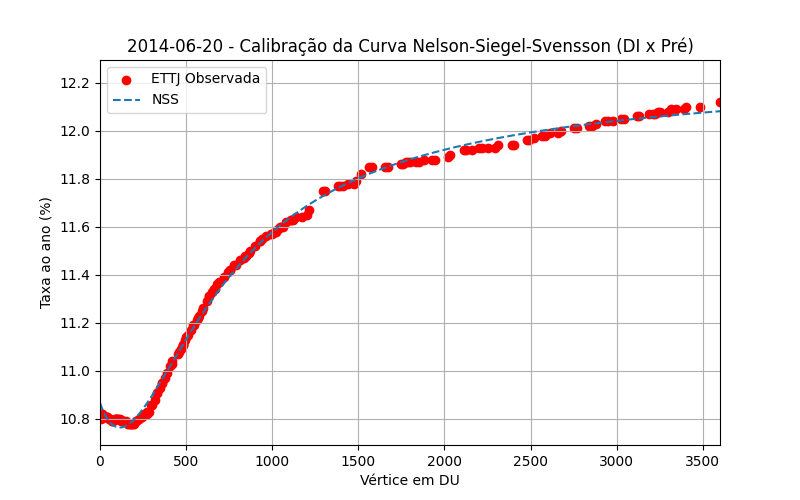 2014-06-20 - Calibração da Curva Nelson-Siegel-Svensson (DI x Pré)
ETTJ Observada
NSS
Taxa ao ano (%)
12.2
12.0
11.8
11.6
11.4
11.2
11.0
10.8
0 500 1000 1500 2000 2500 3000 3500
Vértice em DU